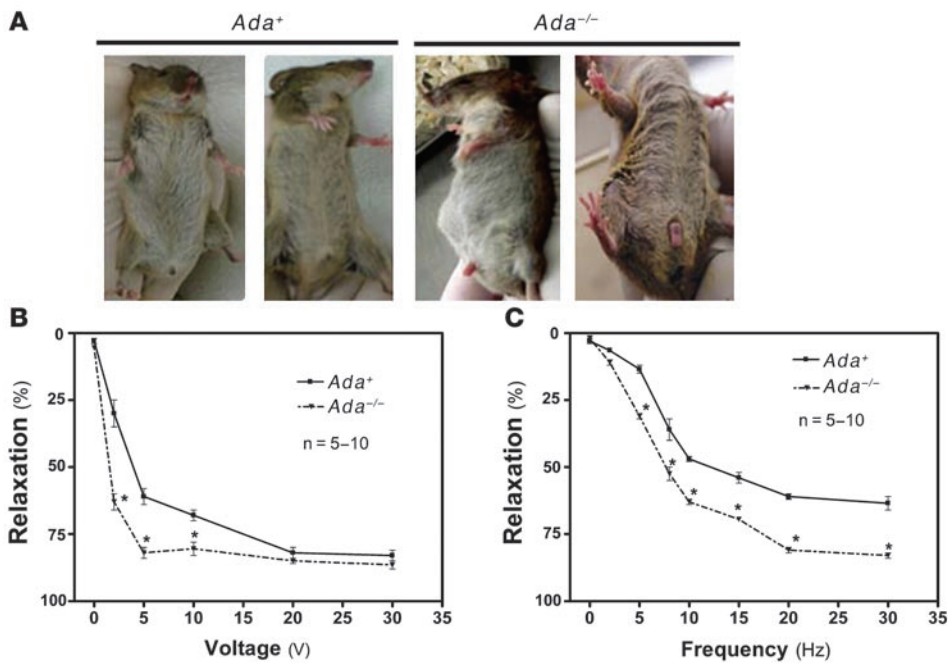 A
Ada⁺ Ada⁻/⁻
B
0
25
50
75
100
Relaxation (%)
Ada⁺
Ada⁻/⁻
n = 5–10
*
*
*
0 5 10 15 20 25 30 35
Voltage (V)
C
0
25
50
75
100
Relaxation (%)
Ada⁺
Ada⁻/⁻
n = 5–10
*
*
*
*
*
*
0 5 10 15 20 25 30 35
Frequency (Hz)